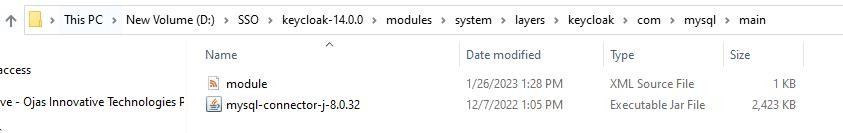 This PC > New Volume (D:) > SSO > keycloak-14.0.0 > modules > system > layers > keycloak > com > mysql > main
Name Date modified Type Size
access
module 1/26/2023 1:28 PM XML Source File 1 KB
ve - Ojas Innovative Technologies P
mysql-connector-j-8.0.32 12/7/2022 1:05 PM Executable Jar File 2,423 KB